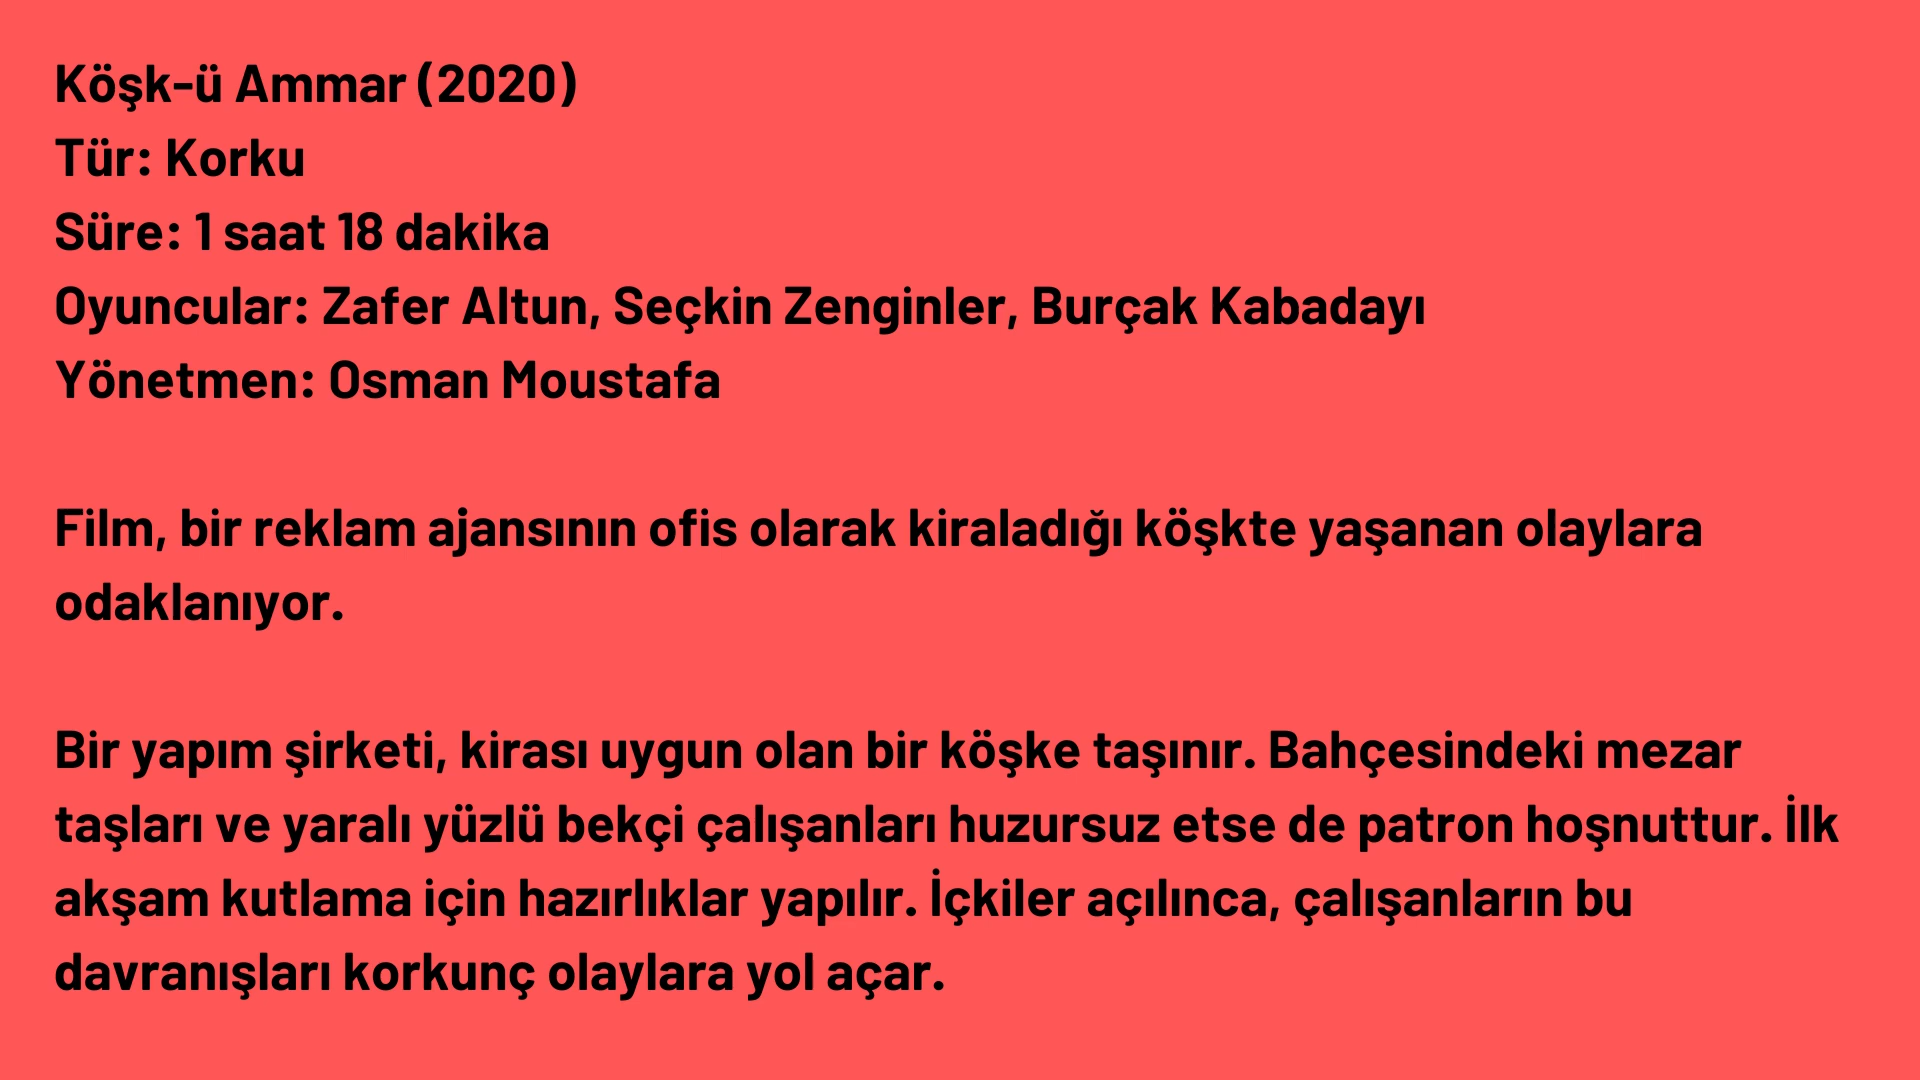 Köşk-ü Ammar (2020)
Tür: Korku
Süre: 1 saat 18 dakika
Oyuncular: Zafer Altun, Seçkin Zenginler, Burçak Kabadayı
Yönetmen: Osman Moustafa
Film, bir reklam ajansının ofis olarak kiraladığı köşkte yaşanan olaylara
odaklanıyor.
Bir yapım şirketi, kirası uygun olan bir köşke taşınır. Bahçesindeki mezar
taşları ve yaralı yüzlü bekçi çalışanları huzursuz etse de patron hoşnuttur. İlk
akşam kutlama için hazırlıklar yapılır. İçkiler açılınca, çalışanların bu
davranışları korkunç olaylara yol açar.